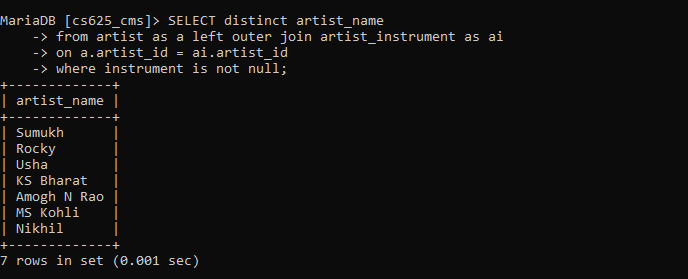 MariaDB [cs625_cms]> SELECT distinct artist_name
    -> from artist as a left outer join artist_instrument as ai
    -> on a.artist_id = ai.artist_id
    -> where instrument is not null;
+-------------+
| artist_name |
+-------------+
| Sumukh      |
| Rocky       |
| Usha        |
| KS Bharat   |
| Amogh N Rao |
| MS Kohli    |
| Nikhil      |
+-------------+
7 rows in set (0.001 sec)